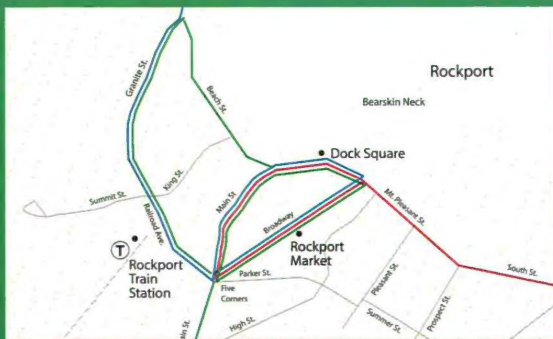 Rockport
Bearskin Neck
Granite St.
Beach St.
Dock Square
King St.
Summit St.
Main St
Mt. Pleasant St.
Railroad Ave.
Broadway
T
Rockport
Train
Station
Rockport
Market
South St.
Parker St.
Five
Corners
Pleasant St.
Prospect St.
Summer St.
High St.